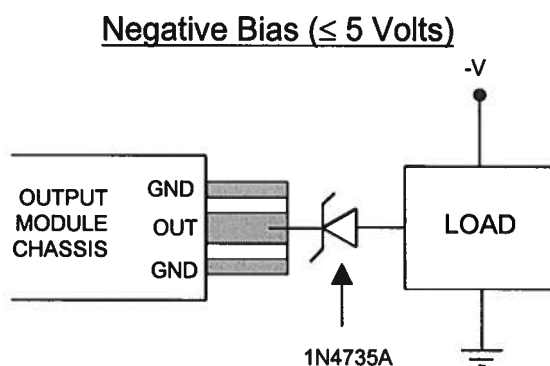 Negative Bias (≤ 5 Volts)
-V
OUTPUT
MODULE
CHASSIS
GND
OUT
GND
LOAD
1N4735A